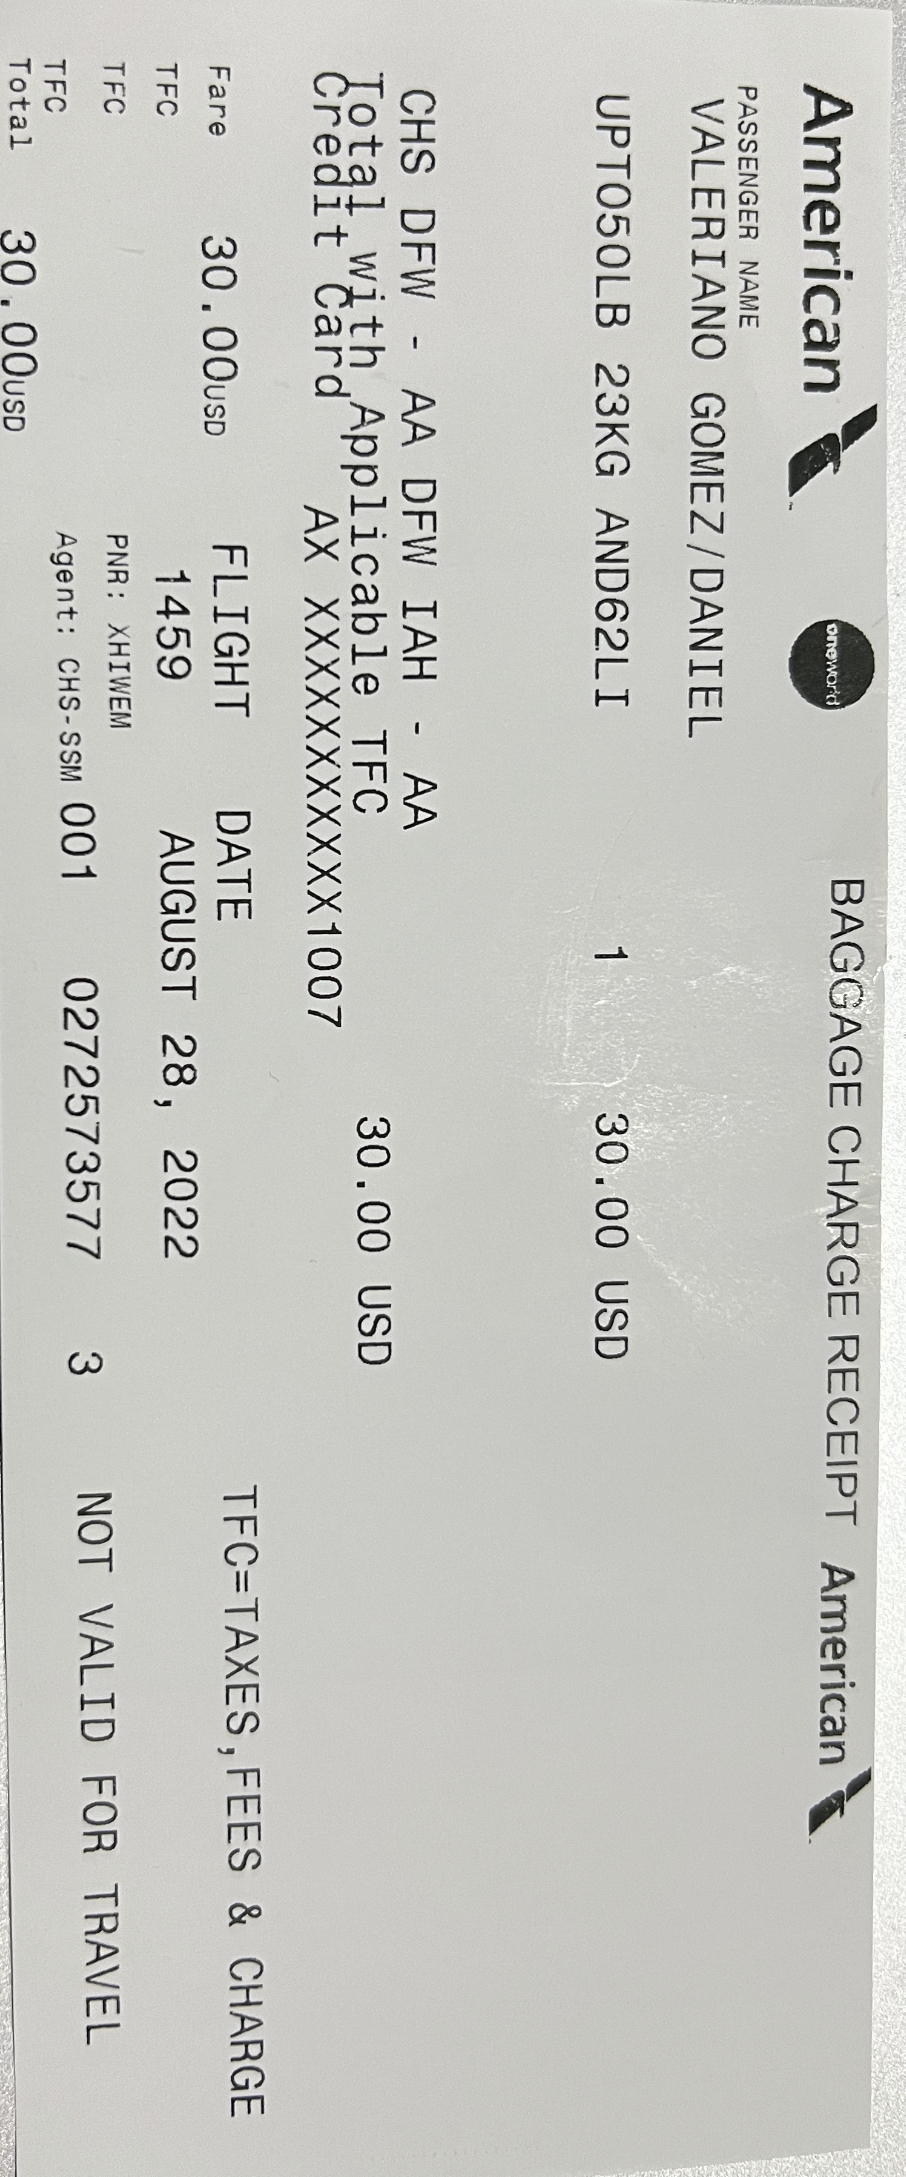 American oneworld BAGGAGE CHARGE RECEIPT American
PASSENGER NAME
VALERIANO GOMEZ/DANIEL
UPTO50LB 23KG AND62LI 1 30.00 USD
CHS DFW - AA DFW IAH - AA
Total with Applicable TFC 30.00 USD
Credit Card AX XXXXXXXXXXX1007
Fare 30.00USD FLIGHT DATE TFC=TAXES,FEES & CHARGE
TFC 1459 AUGUST 28, 2022
TFC PNR: XHIWEM
TFC Agent: CHS-SSM 001 0272573577 3 NOT VALID FOR TRAVEL
Total 30.00USD